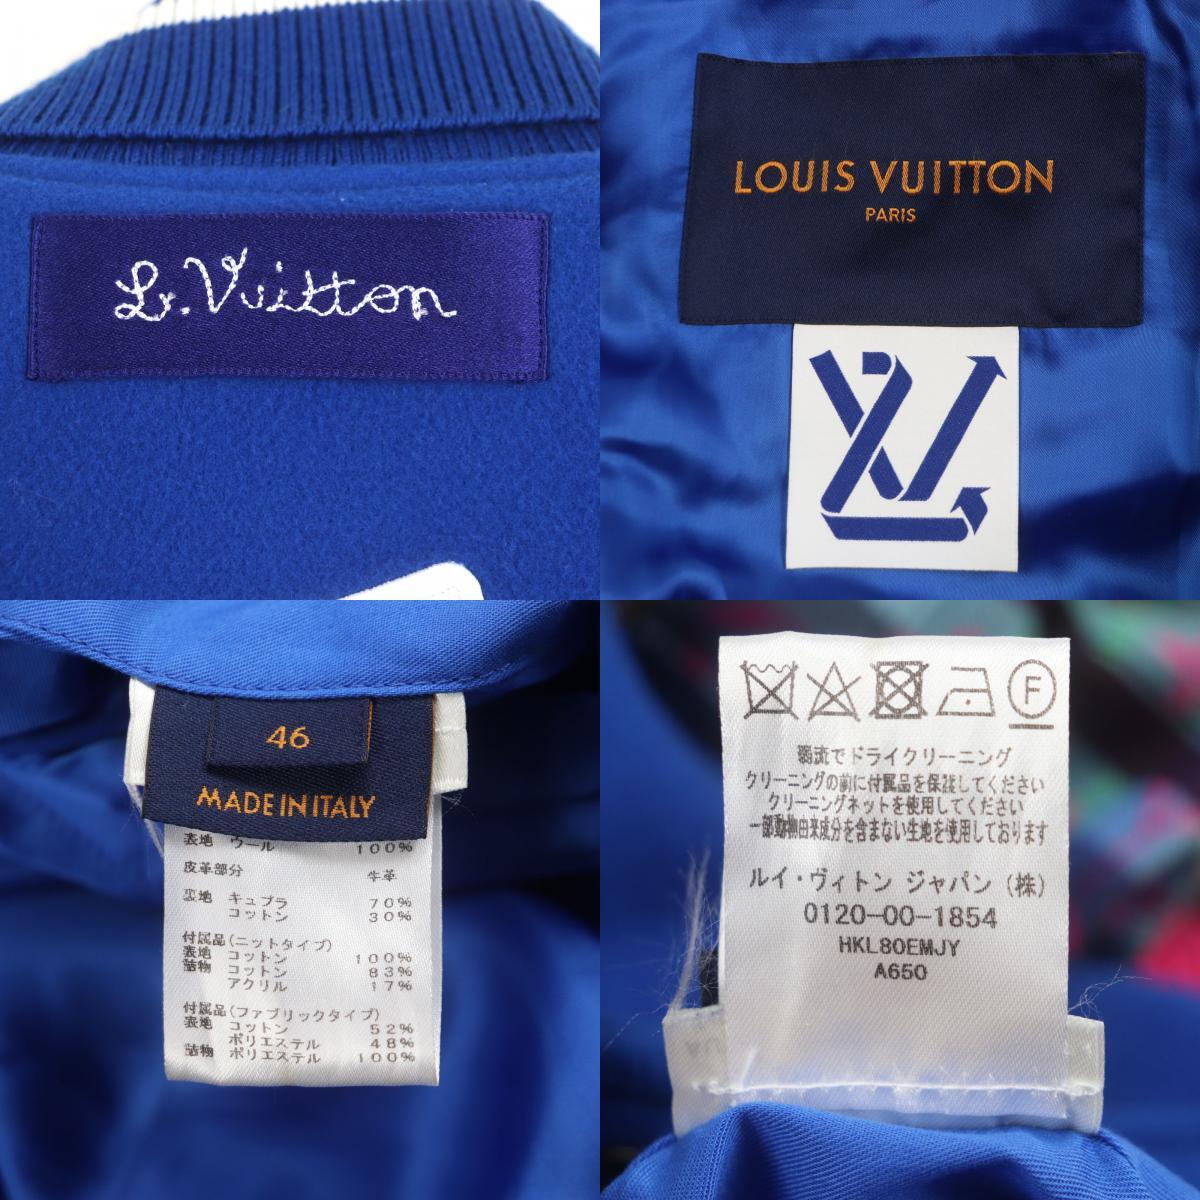 L.Vuitton
LOUIS VUITTON
PARIS
LV
46
MADE IN ITALY
表地 ウール 100%
皮革部分 牛革
裏地 キュプラ 70%
コットン 30%
付属品(ニットタイプ)
表地 コットン 100%
詰物 コットン 83%
アクリル 17%
付属品(ファブリックタイプ)
表地 コットン 52%
ポリエステル 48%
詰物 ポリエステル 100%
F
弱流でドライクリーニング
クリーニングの前に付属品を保護してください
クリーニングネットを使用してください
一部動物由来成分を含まない生地を使用しております
ルイ・ヴィトン ジャパン (株)
0120-00-1854
HKL80EMJY
A650